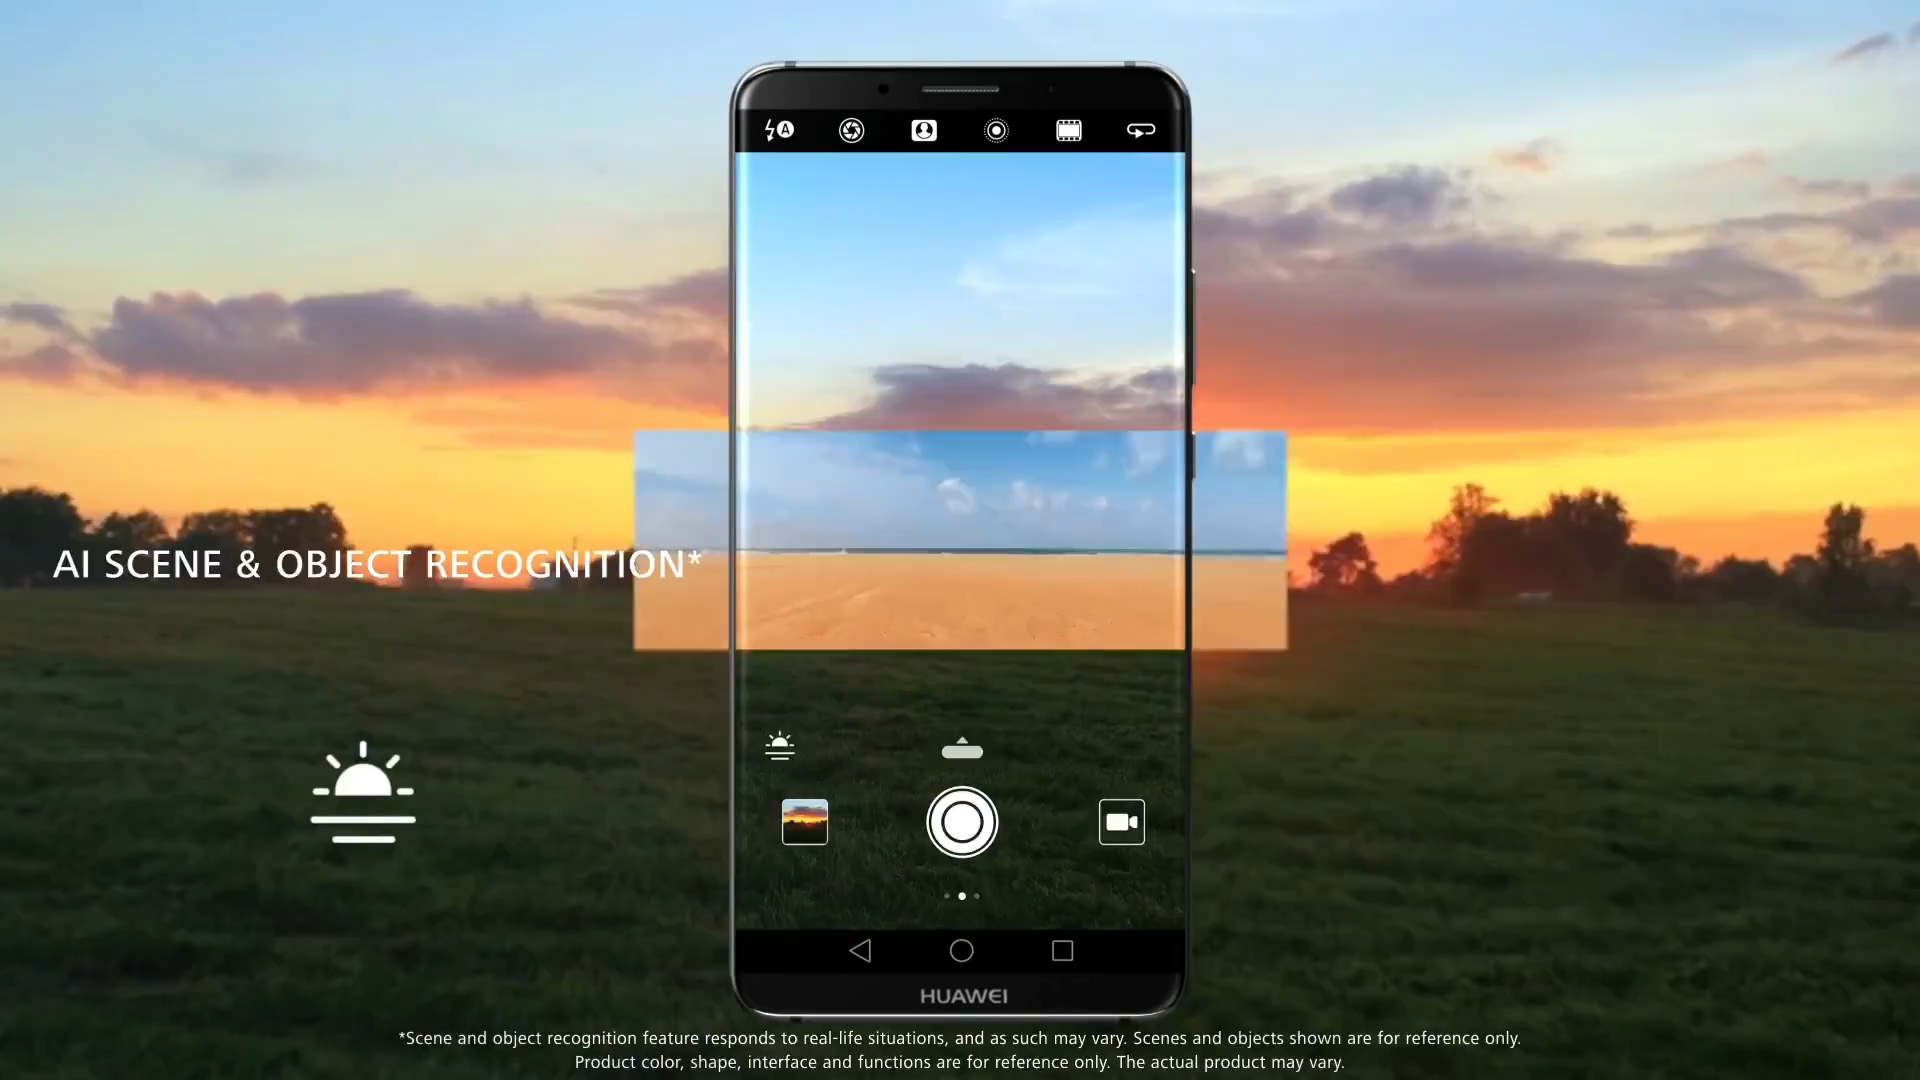 A
AI SCENE & OBJECT RECOGNITION*
HUAWEI
*Scene and object recognition feature responds to real-life situations, and as such may vary. Scenes and objects shown are for reference only.
Product color, shape, interface and functions are for reference only. The actual product may vary.